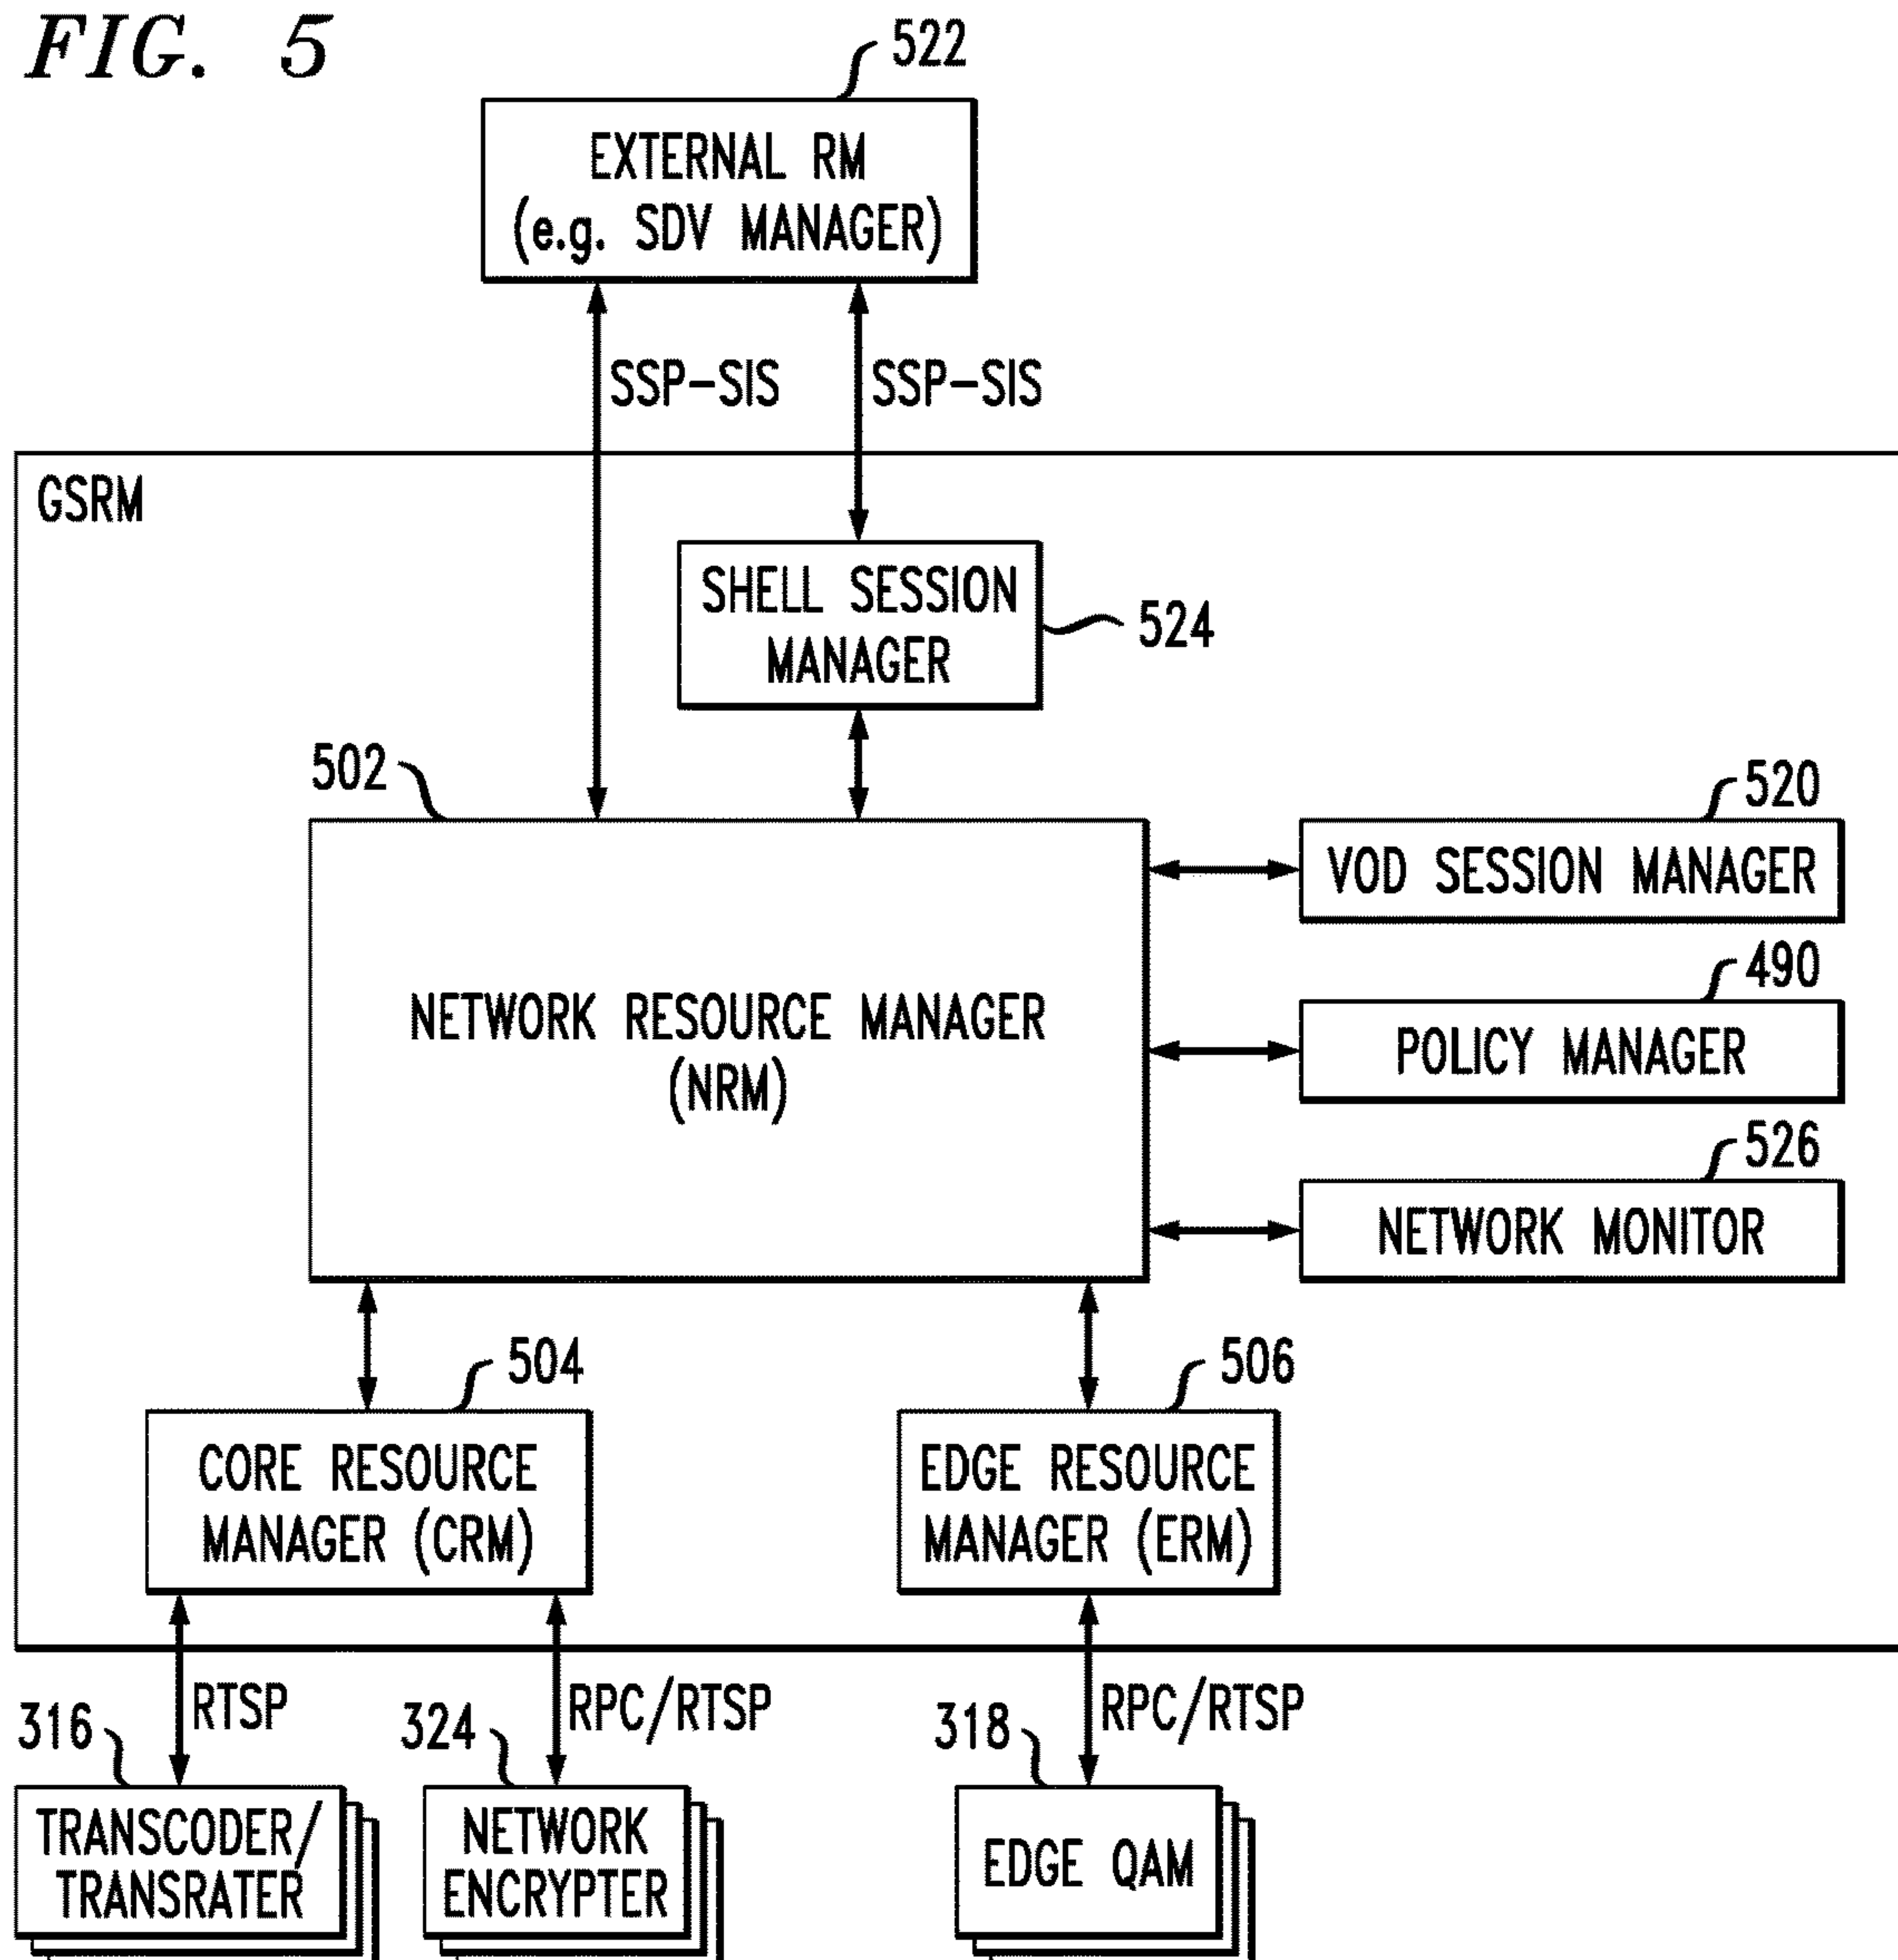 FIG. 5
522
EXTERNAL RM
(e.g. SDV MANAGER)
SSP-SIS
SSP-SIS
GSRM
SHELL SESSION
MANAGER
524
502
NETWORK RESOURCE MANAGER
(NRM)
520
VOD SESSION MANAGER
490
POLICY MANAGER
526
NETWORK MONITOR
504
CORE RESOURCE
MANAGER (CRM)
506
EDGE RESOURCE
MANAGER (ERM)
RTSP
RPC/RTSP
RPC/RTSP
316
TRANSCODER/
TRANSRATER
324
NETWORK
ENCRYPTER
318
EDGE QAM